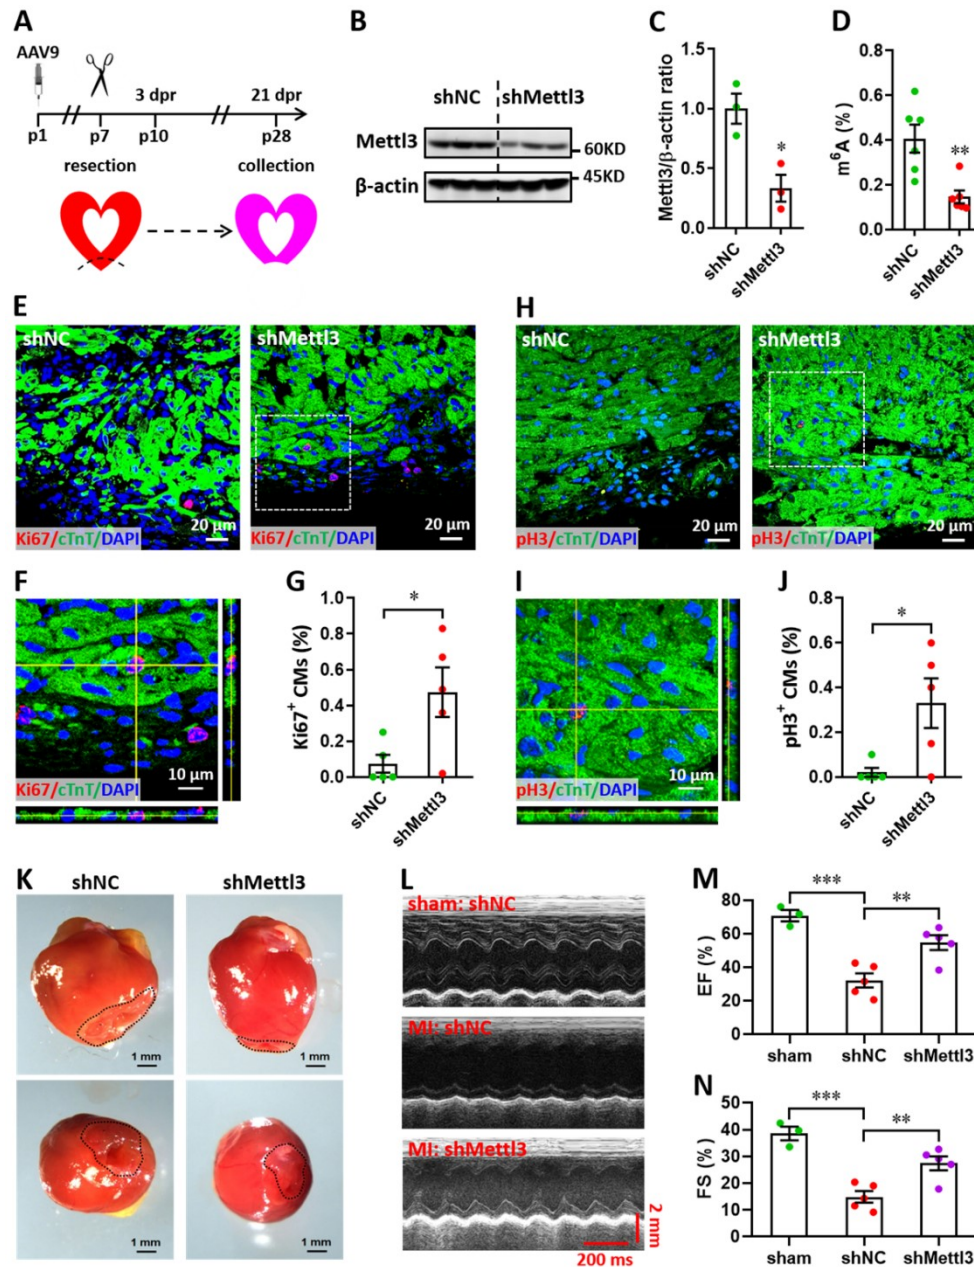 A
AAV9
3 dpr
21 dpr
p1
p7
p10
p28
resection
collection
B
shNC
shMettl3
Mettl3
60KD
β-actin
45KD
C
Mettl3/β-actin ratio
1.5
1.0
0.5
0.0
*
shNC
shMettl3
D
m⁶A (%)
0.6
0.4
0.2
0.0
**
shNC
shMettl3
E
shNC
Ki67/cTnT/DAPI
20 μm
shMettl3
Ki67/cTnT/DAPI
20 μm
H
shNC
pH3/cTnT/DAPI
20 μm
shMettl3
pH3/cTnT/DAPI
20 μm
F
Ki67/cTnT/DAPI
10 μm
G
Ki67⁺ CMs (%)
1.0
0.8
0.6
0.4
0.2
0.0
*
shNC
shMettl3
I
pH3/cTnT/DAPI
10 μm
J
pH3⁺ CMs (%)
0.8
0.6
0.4
0.2
0.0
*
shNC
shMettl3
K
shNC
shMettl3
1 mm
1 mm
1 mm
1 mm
L
sham: shNC
MI: shNC
MI: shMettl3
2 mm
200 ms
M
EF (%)
80
60
40
20
0
***
**
sham
shNC
shMettl3
N
FS (%)
50
40
30
20
10
0
***
**
sham
shNC
shMettl3